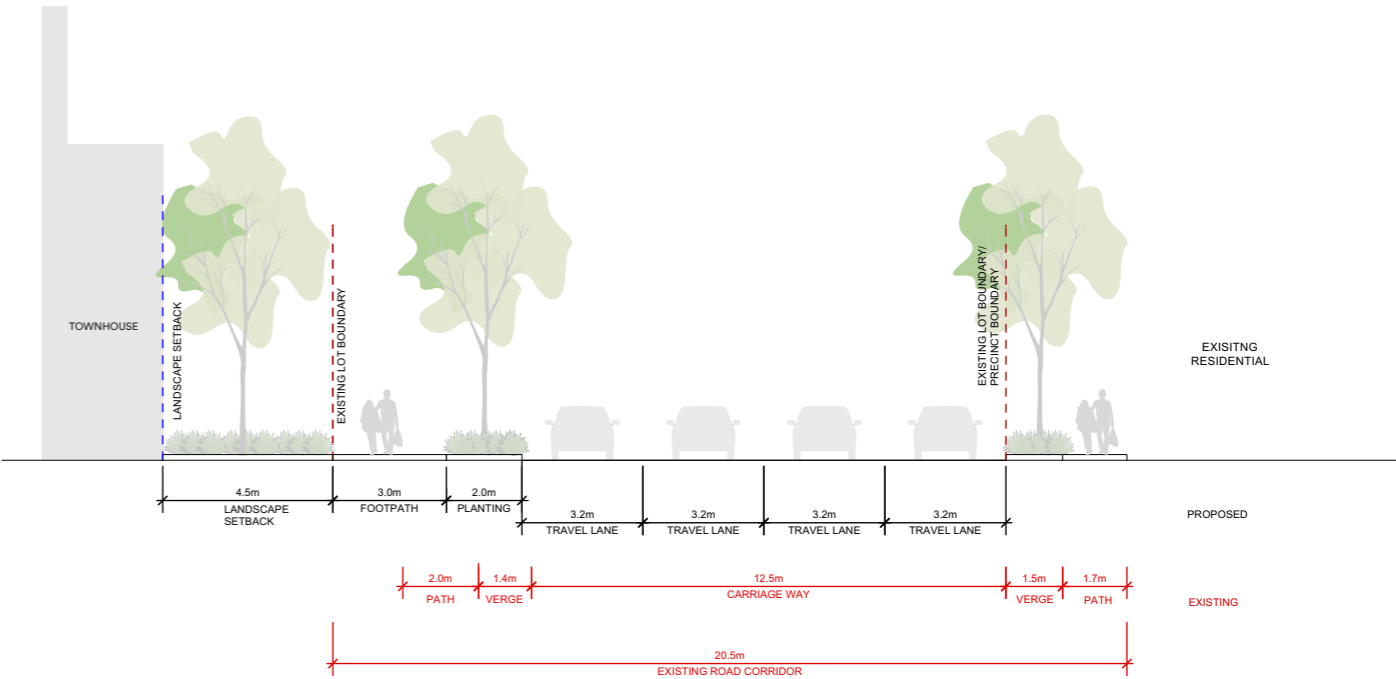 TOWNHOUSE
LANDSCAPE SETBACK
EXISTING LOT BOUNDARY
EXISTING LOT BOUNDARY/
PRECINCT BOUNDARY
EXISITNG
RESIDENTIAL
4.5m
LANDSCAPE
SETBACK
3.0m
FOOTPATH
2.0m
PLANTING
3.2m
TRAVEL LANE
3.2m
TRAVEL LANE
3.2m
TRAVEL LANE
3.2m
TRAVEL LANE
PROPOSED
2.0m
PATH
1.4m
VERGE
12.5m
CARRIAGE WAY
1.5m
VERGE
1.7m
PATH
EXISTING
20.5m
EXISTING ROAD CORRIDOR